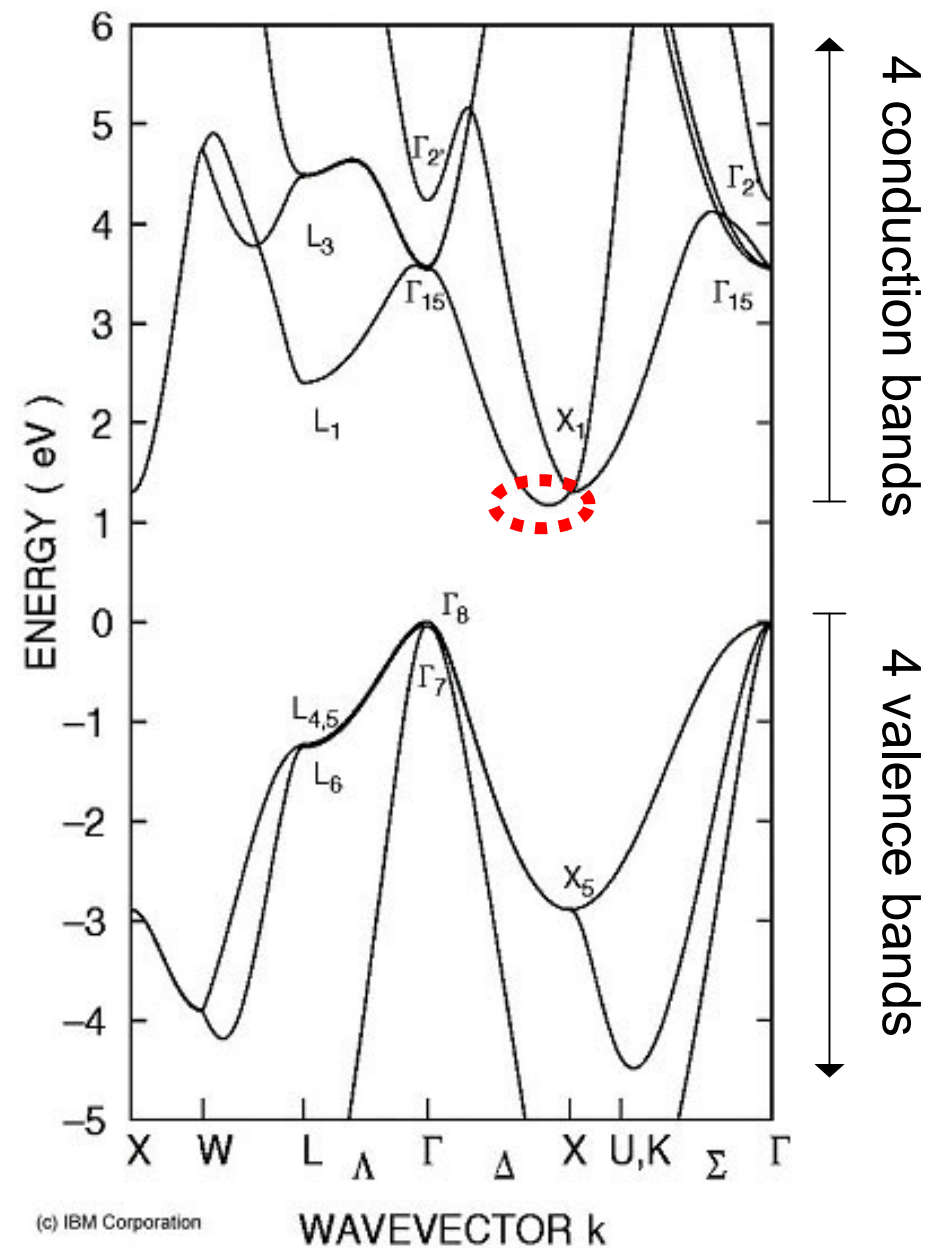 6
5
4
3
2
1
0
−1
−2
−3
−4
−5
ENERGY ( eV )
Γ2'
Γ2'
L3
Γ15
Γ15
L1
X1
Γ8
Γ7
L4,5
L6
X5
X W L Λ Γ Δ X U,K Σ Γ
WAVEVECTOR k
(c) IBM Corporation
4 conduction bands
4 valence bands